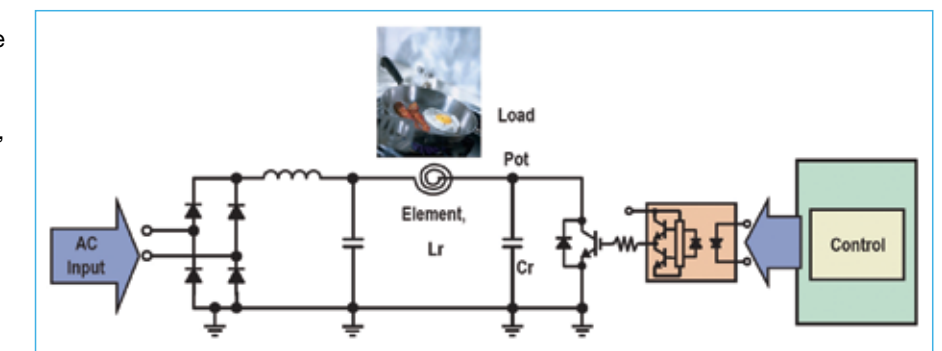 e
,
Load
Pot
Element,
Lr
Cr
AC
Input
Control